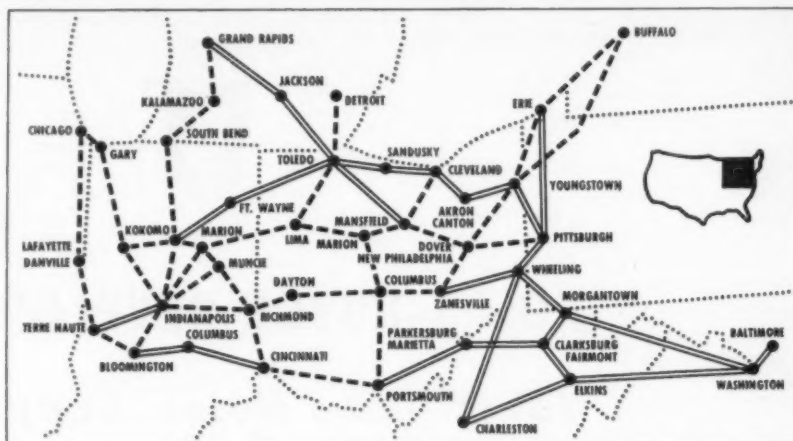 GRAND RAPIDS
BUFFALO
JACKSON
DETROIT
KALAMAZOO
ERIE
CHICAGO
SOUTH BEND
GARY
SANDUSKY
TOLEDO
CLEVELAND
YOUNGSTOWN
FT. WAYNE
AKRON
CANTON
MANSFIELD
KOKOMO
MARION
LIMA
MARION
DOVER
NEW PHILADELPHIA
PITTSBURGH
LAFAYETTE
DANVILLE
MUNCIE
WHEELING
DAYTON
COLUMBUS
ZANESVILLE
MORGANTOWN
INDIANAPOLIS
RICHMOND
TERRE HAUTE
COLUMBUS
PARKERSBURG
MARIETTA
CLARKSBURG
FAIRMONT
BALTIMORE
BLOOMINGTON
CINCINNATI
PORTSMOUTH
ELKINS
WASHINGTON
CHARLESTON